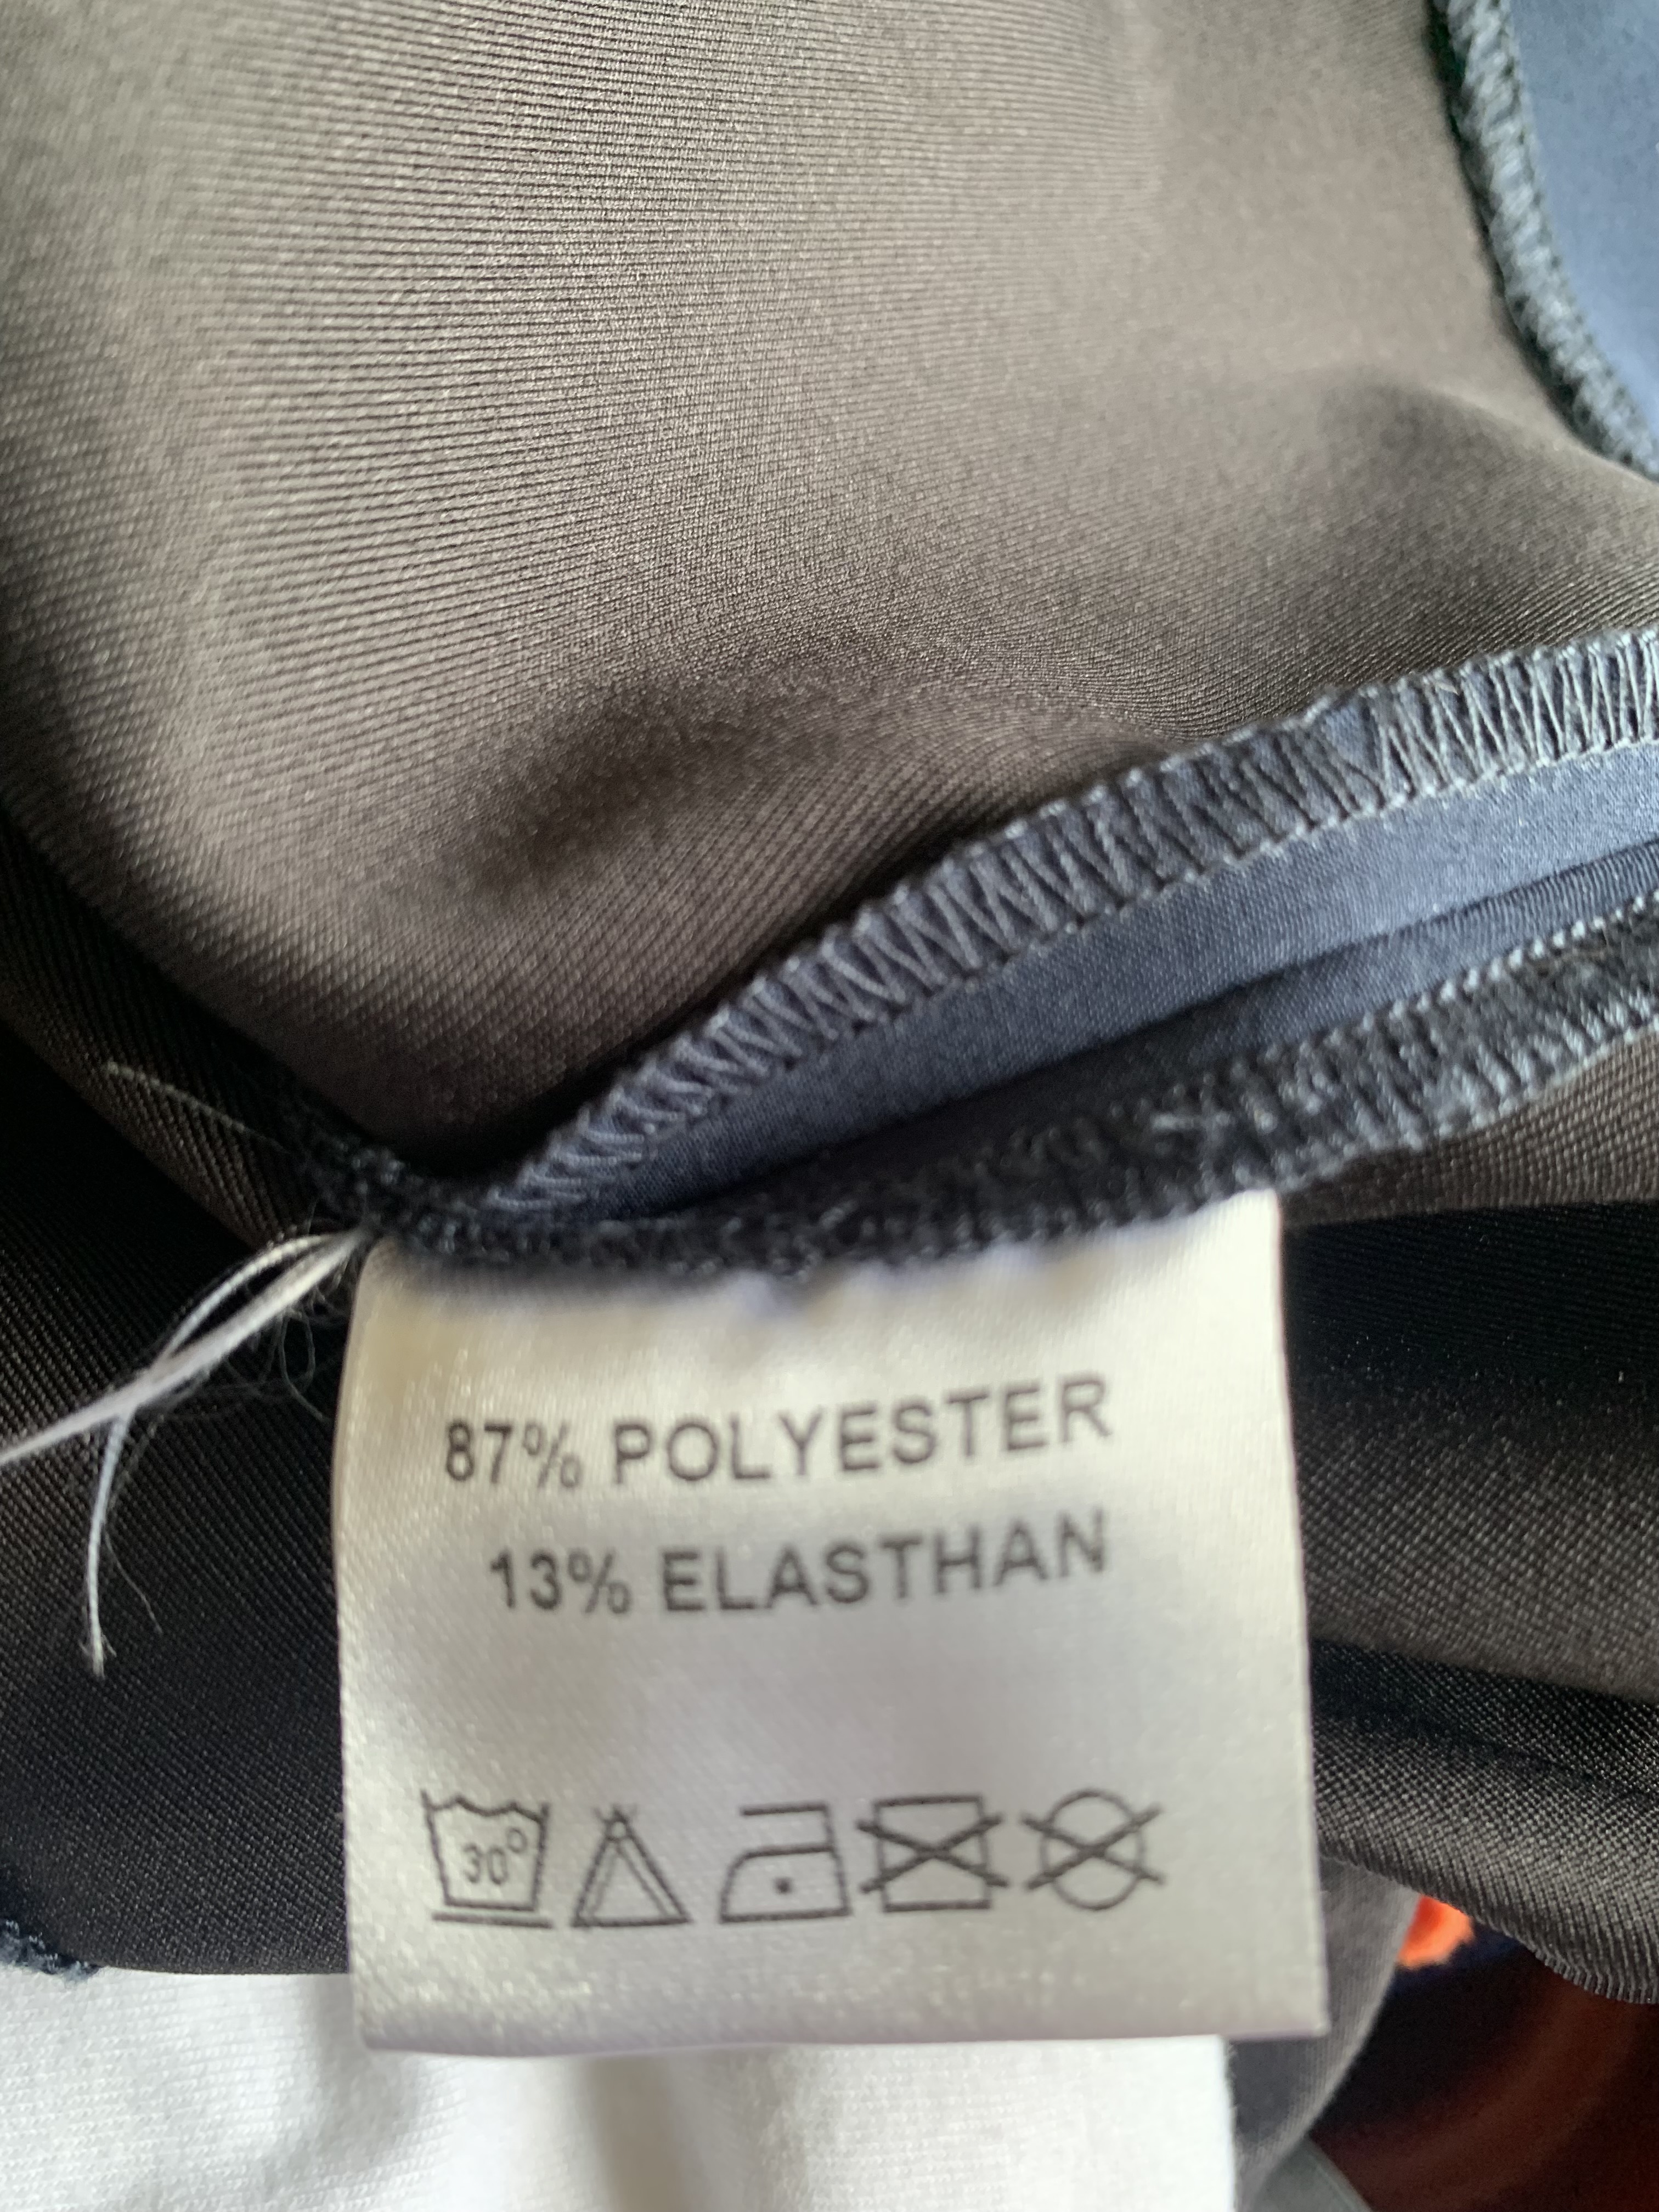 87% POLYESTER
13% ELASTHAN
30°